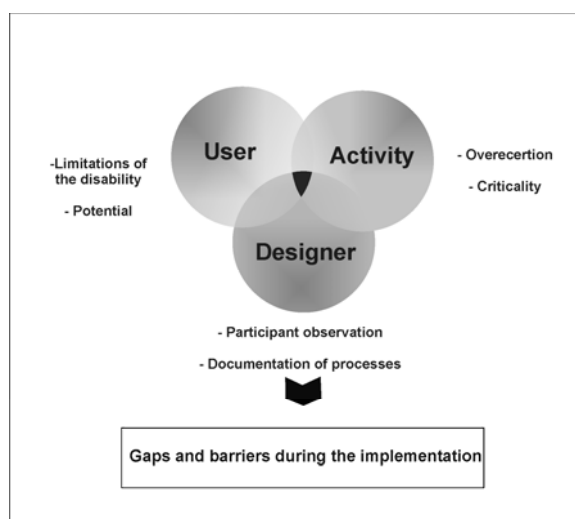 User
Activity
-Limitations of
the disability
- Potential
- Overecertion
- Criticality
Designer
- Participant observation
- Documentation of processes
Gaps and barriers during the implementation